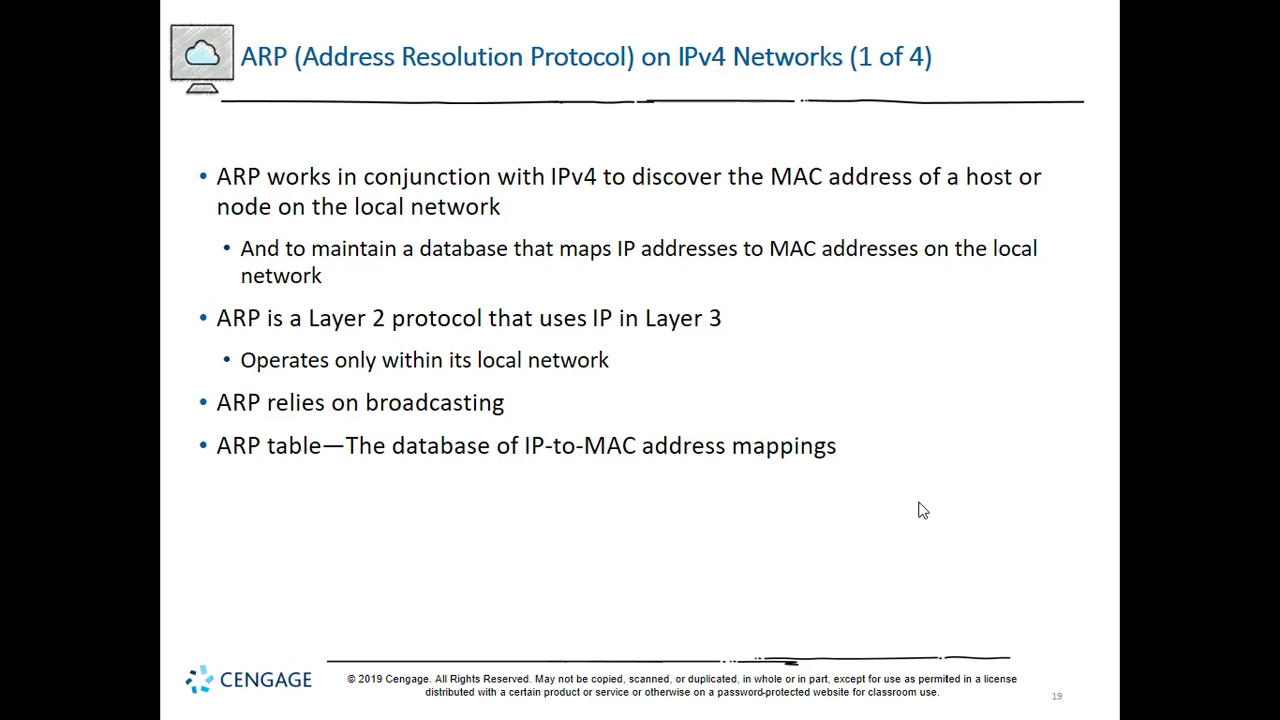 ARP (Address Resolution Protocol) on IPv4 Networks (1 of 4)
• ARP works in conjunction with IPv4 to discover the MAC address of a host or
node on the local network
• And to maintain a database that maps IP addresses to MAC addresses on the local
network
• ARP is a Layer 2 protocol that uses IP in Layer 3
• Operates only within its local network
• ARP relies on broadcasting
• ARP table—The database of IP-to-MAC address mappings
CENGAGE
© 2019 Cengage. All Rights Reserved. May not be copied, scanned, or duplicated, in whole or in part, except for use as permitted in a license
distributed with a certain product or service or otherwise on a password-protected website for classroom use.
19